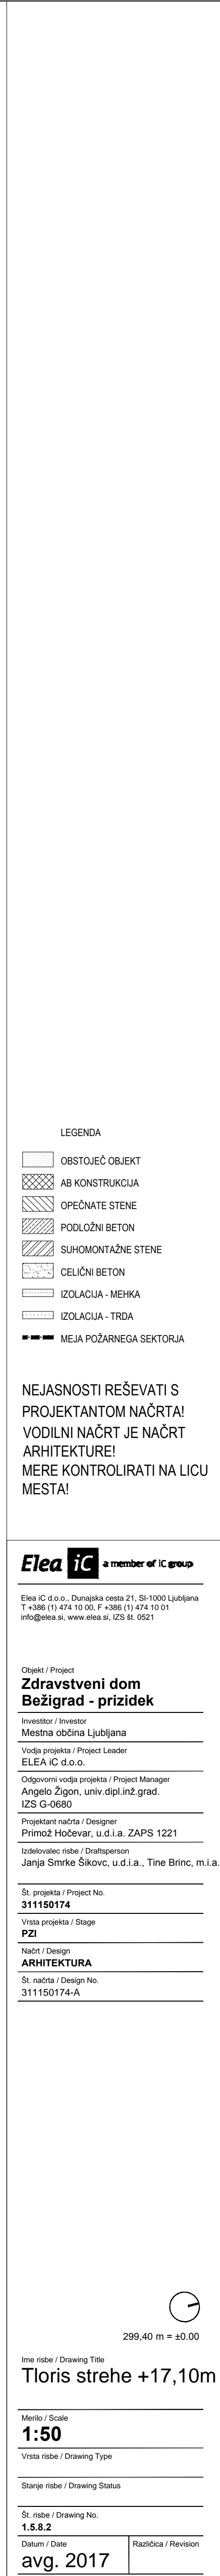 LEGENDA
OBSTOJEČ OBJEKT
AB KONSTRUKCIJA
OPEČNATE STENE
PODLOŽNI BETON
SUHOMONTAŽNE STENE
CELIČNI BETON
IZOLACIJA - MEHKA
IZOLACIJA - TRDA
MEJA POŽARNEGA SEKTORJA
NEJASNOSTI REŠEVATI S
PROJEKTANTOM NAČRTA!
VODILNI NAČRT JE NAČRT
ARHITEKTURE!
MERE KONTROLIRATI NA LICU
MESTA!
Elea iC a member of iC group
Elea iC d.o.o., Dunajska cesta 21, SI-1000 Ljubljana
T +386 (1) 474 10 00, F +386 (1) 474 10 01
info@elea.si, www.elea.si, IZS št. 0521
Objekt / Project
Zdravstveni dom
Bežigrad - prizidek
Investitor / Investor
Mestna občina Ljubljana
Vodja projekta / Project Leader
ELEA iC d.o.o.
Odgovorni vodja projekta / Project Manager
Angelo Žigon, univ.dipl.inž.grad.
IZS G-0680
Projektant načrta / Designer
Primož Hočevar, u.d.i.a. ZAPS 1221
Izdelovalec risbe / Draftsperson
Janja Smrke Šikovc, u.d.i.a., Tine Brinc, m.i.a.
Št. projekta / Project No.
311150174
Vrsta projekta / Stage
PZI
Načrt / Design
ARHITEKTURA
Št. načrta / Design No.
311150174-A
299,40 m = ±0.00
Ime risbe / Drawing Title
Tloris strehe +17,10m
Merilo / Scale
1:50
Vrsta risbe / Drawing Type
Stanje risbe / Drawing Status
Št. risbe / Drawing No.
1.5.8.2
Datum / Date
avg. 2017
Različica / Revision